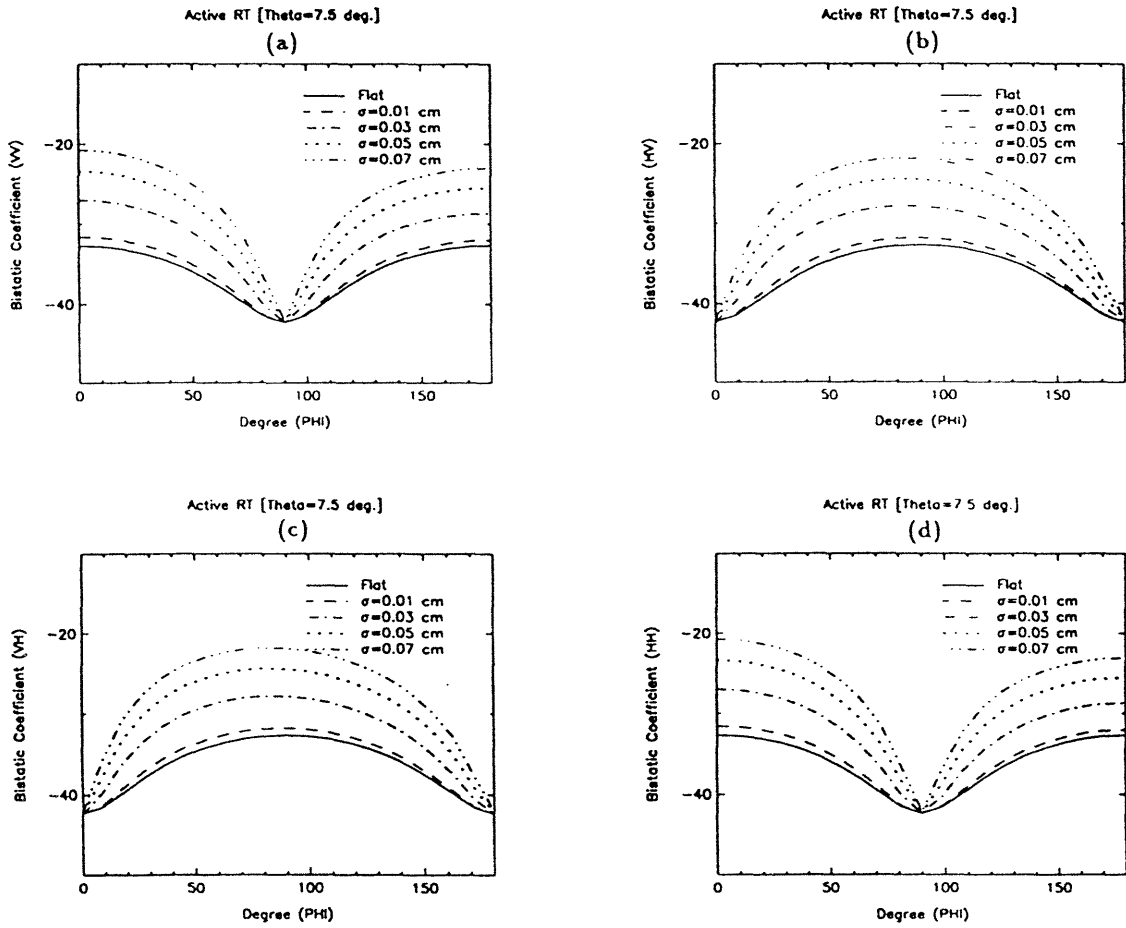 Active RT [Theta=7.5 deg.]
(a)
Flat
σ=0.01 cm
σ=0.03 cm
σ=0.05 cm
σ=0.07 cm
Bistatic Coefficient (VV)
-20
-40
0
50
100
150
Degree (PHI)
Active RT [Theta=7.5 deg.]
(b)
Flat
σ=0.01 cm
σ=0.03 cm
σ=0.05 cm
σ=0.07 cm
Bistatic Coefficient (HV)
-20
-40
0
50
100
150
Degree (PHI)
Active RT [Theta=7.5 deg.]
(c)
Flat
σ=0.01 cm
σ=0.03 cm
σ=0.05 cm
σ=0.07 cm
Bistatic Coefficient (VH)
-20
-40
0
50
100
150
Degree (PHI)
Active RT [Theta=7 5 deg.]
(d)
Flat
σ=0.01 cm
σ=0.03 cm
σ=0.05 cm
σ=0.07 cm
Bistatic Coefficient (HH)
-20
-40
0
50
100
150
Degree (PHI)